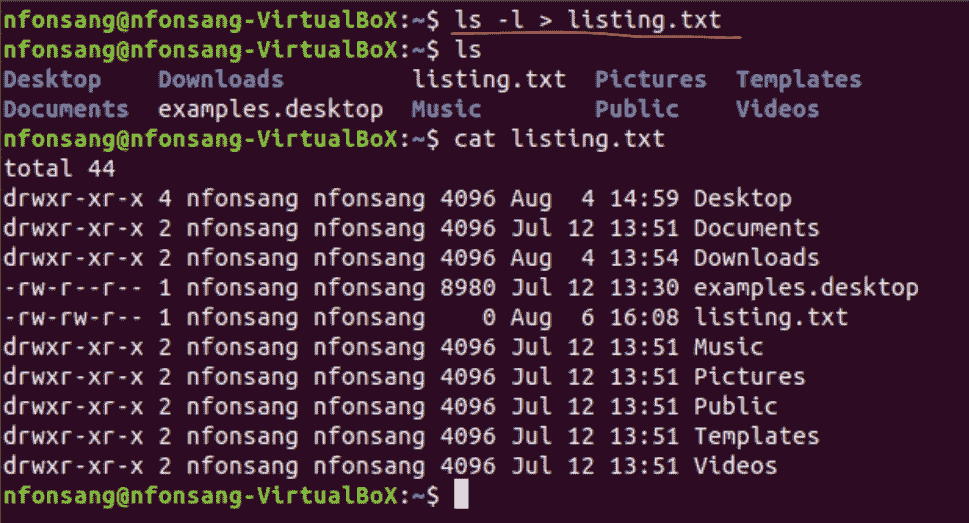 nfonsang@nfonsang-VirtualBoX:~$ ls -l > listing.txt
nfonsang@nfonsang-VirtualBoX:~$ ls
Desktop    Downloads         listing.txt  Pictures  Templates
Documents  examples.desktop  Music        Public    Videos
nfonsang@nfonsang-VirtualBoX:~$ cat listing.txt
total 44
drwxr-xr-x 4 nfonsang nfonsang 4096 Aug  4 14:59 Desktop
drwxr-xr-x 2 nfonsang nfonsang 4096 Jul 12 13:51 Documents
drwxr-xr-x 2 nfonsang nfonsang 4096 Aug  4 13:54 Downloads
-rw-r--r-- 1 nfonsang nfonsang 8980 Jul 12 13:30 examples.desktop
-rw-rw-r-- 1 nfonsang nfonsang    0 Aug  6 16:08 listing.txt
drwxr-xr-x 2 nfonsang nfonsang 4096 Jul 12 13:51 Music
drwxr-xr-x 2 nfonsang nfonsang 4096 Jul 12 13:51 Pictures
drwxr-xr-x 2 nfonsang nfonsang 4096 Jul 12 13:51 Public
drwxr-xr-x 2 nfonsang nfonsang 4096 Jul 12 13:51 Templates
drwxr-xr-x 2 nfonsang nfonsang 4096 Jul 12 13:51 Videos
nfonsang@nfonsang-VirtualBoX:~$